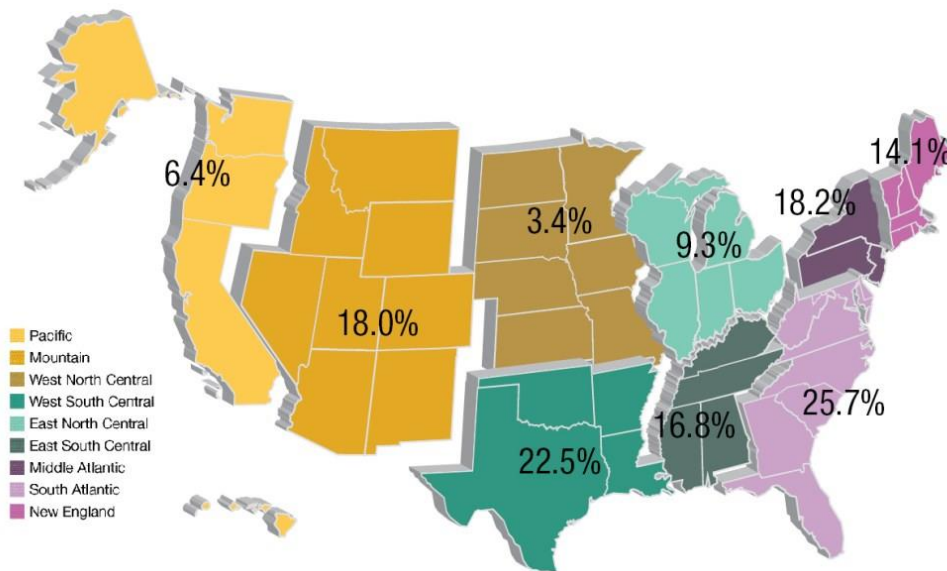 14.1%
6.4%
18.2%
3.4%
9.3%
18.0%
Pacific
Mountain
West North Central
West South Central
East North Central
East South Central
Middle Atlantic
South Atlantic
New England
25.7%
16.8%
22.5%